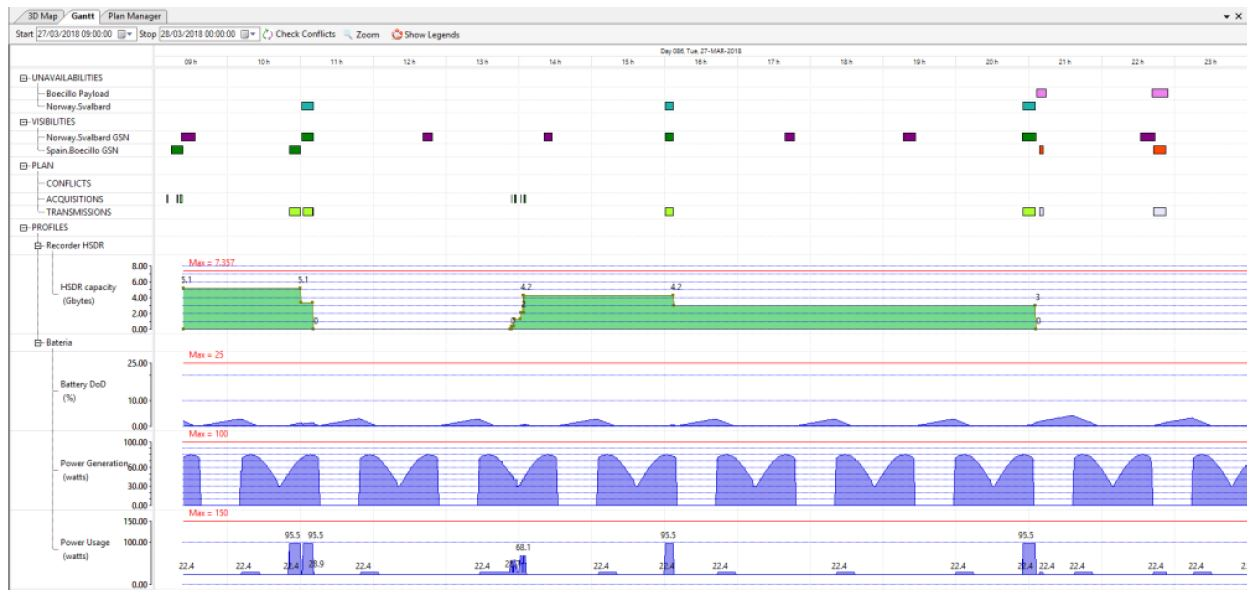 3D Map Gantt Plan Manager
Start 27/03/2018 09:00:00 Stop 28/03/2018 00:00:00 Check Conflicts Zoom Show Legends
Day 086, Tue, 27-MAR-2018
09 h 10 h 11 h 12 h 13 h 14 h 15 h 16 h 17 h 18 h 19 h 20 h 21 h 22 h 23 h
UNAVAILABILITIES
Boecillo Payload
Norway.Svalbard
VISIBILITIES
Norway.Svalbard GSN
Spain.Boecillo GSN
PLAN
CONFLICTS
ACQUISITIONS
TRANSMISSIONS
PROFILES
Recorder HSDR
Max = 7.357
8.00
5.1 5.1 4.2 4.2
6.00
HSDR capacity
(Gbytes)
4.00
3
2.00
0 0
0.00
Bateria
Max = 25
25.00
Battery DoD
(%)
10.00
0.00
Max = 100
100.00
Power Generation
(watts)
60.00
30.00
0.00
Max = 150
150.00
95.5 95.5 68.1 95.5 95.5
Power Usage
(watts)
100.00
22.4 22.4 22.4 28.9 22.4 22.4 22.4 22.4 22.4 22.4 22.4 22.4 22.4 22.4 22.4 22.4
0.00